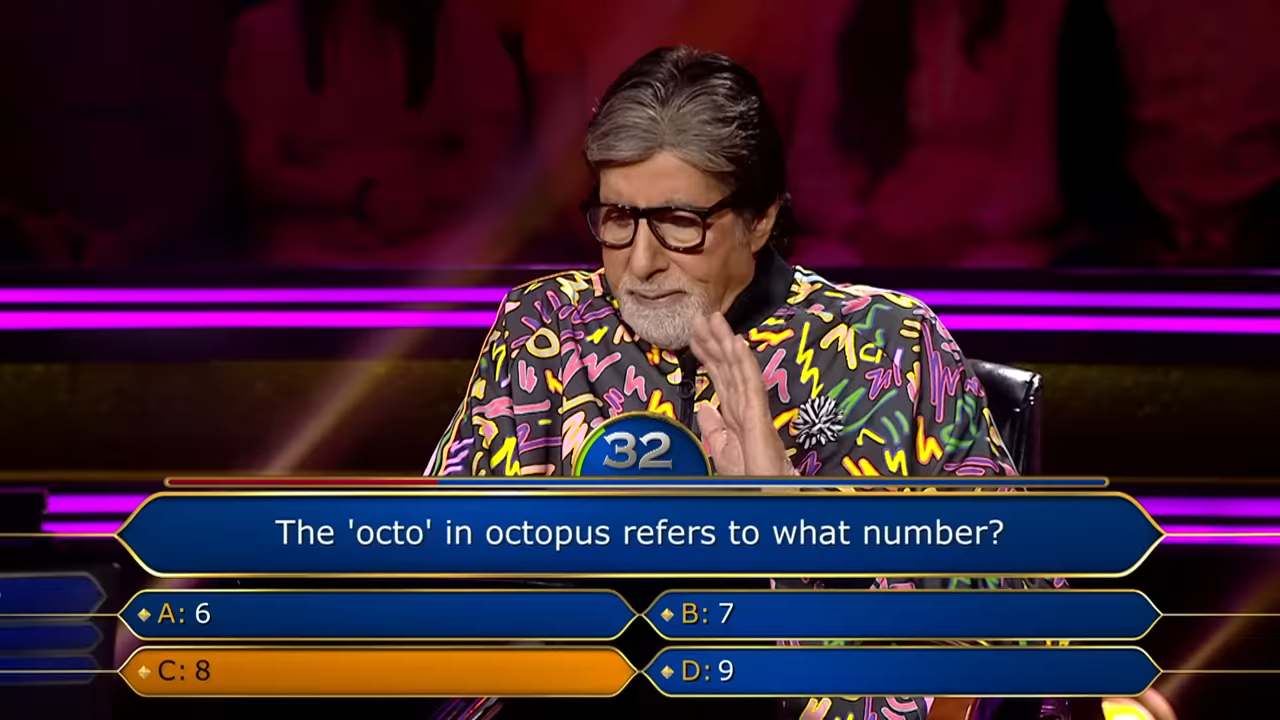 32
The 'octo' in octopus refers to what number?
A: 6
B: 7
C: 8
D: 9